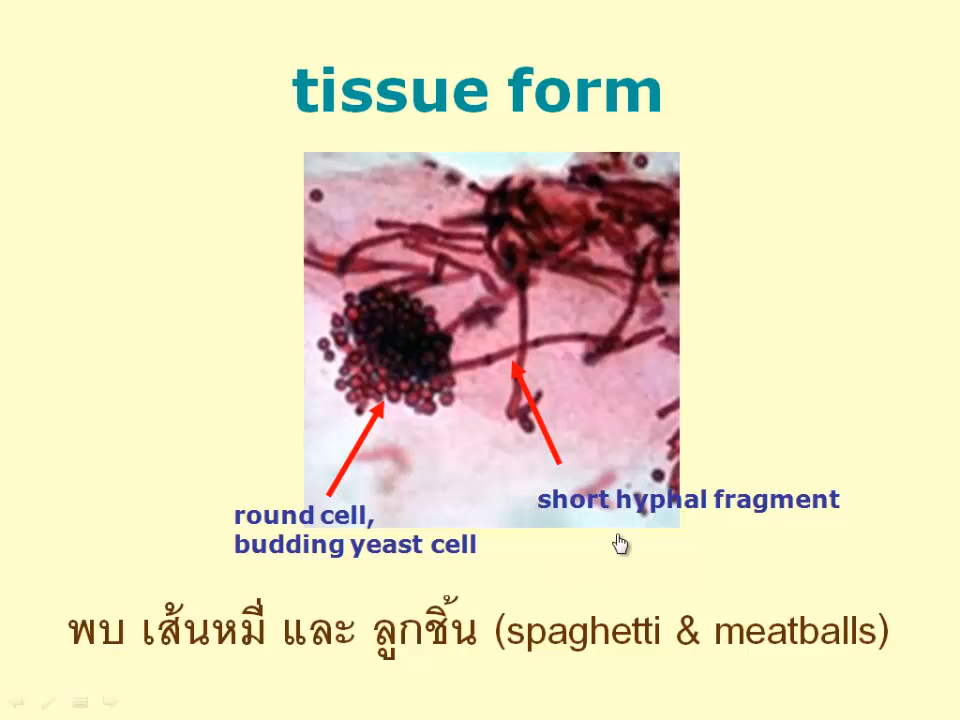 tissue form
round cell,
budding yeast cell
short hyphal fragment
พบ เส้นหมี่ และ ลูกชิ้น (spaghetti & meatballs)